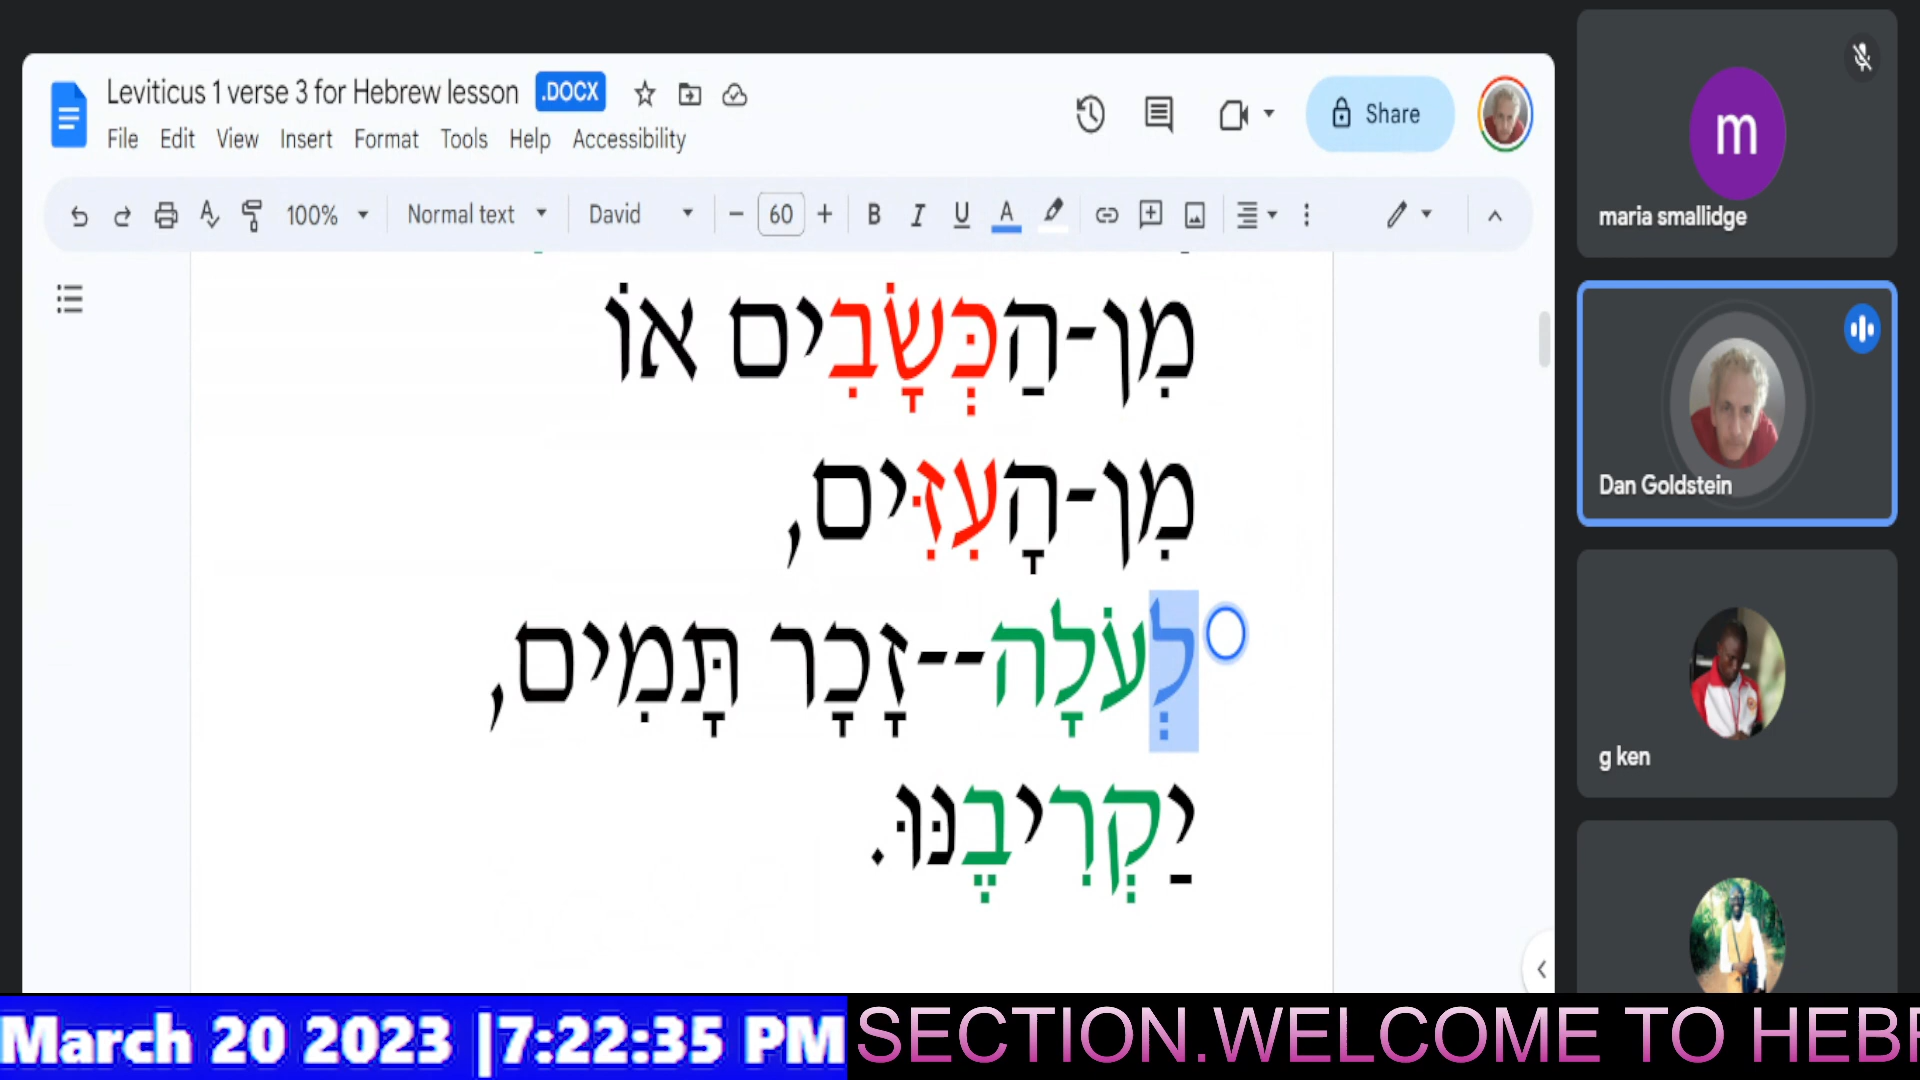 Leviticus 1 verse 3 for Hebrew lesson .DOCX
File Edit View Insert Format Tools Help Accessibility
Share
100% Normal text David 60 B I U A
מִן-הַכְּשָׂבִים אוֹ
מִן-הָעִזִּים,
לְעֹלָה--זָכָר תָּמִים,
יַקְרִיבֶנּוּ.
m
maria smallidge
Dan Goldstein
g ken
March 20 2023 |7:22:35 PM
SECTION.WELCOME TO HEBR